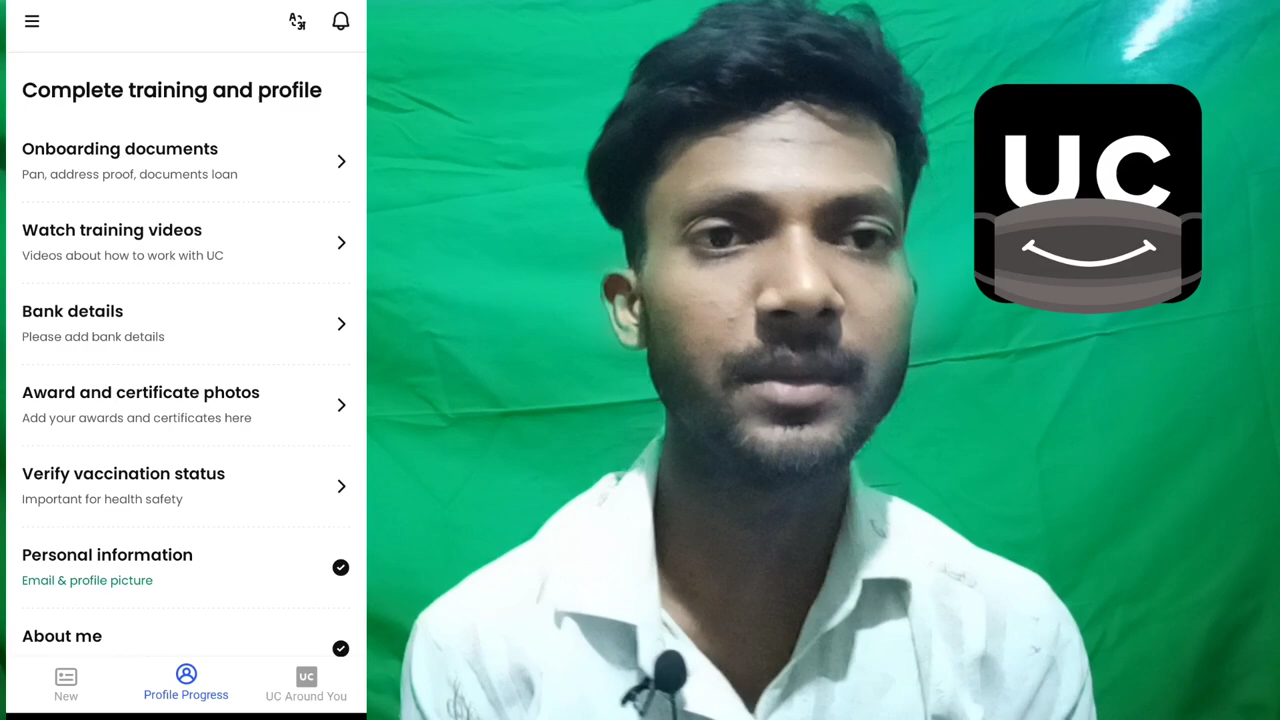 A अ
Complete training and profile
Onboarding documents
Pan, address proof, documents loan
Watch training videos
Videos about how to work with UC
Bank details
Please add bank details
Award and certificate photos
Add your awards and certificates here
Verify vaccination status
Important for health safety
Personal information
Email & profile picture
About me
New
Profile Progress
UC
UC Around You
UC